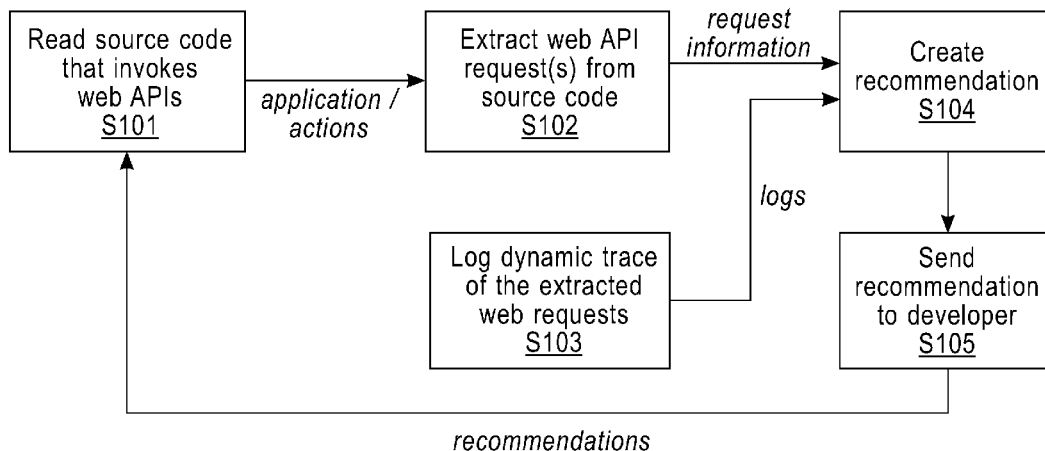 Read source code
that invokes
web APIs
S101
application /
actions
Extract web API
request(s) from
source code
S102
request
information
Create
recommendation
S104
Log dynamic trace
of the extracted
web requests
S103
logs
Send
recommendation
to developer
S105
recommendations